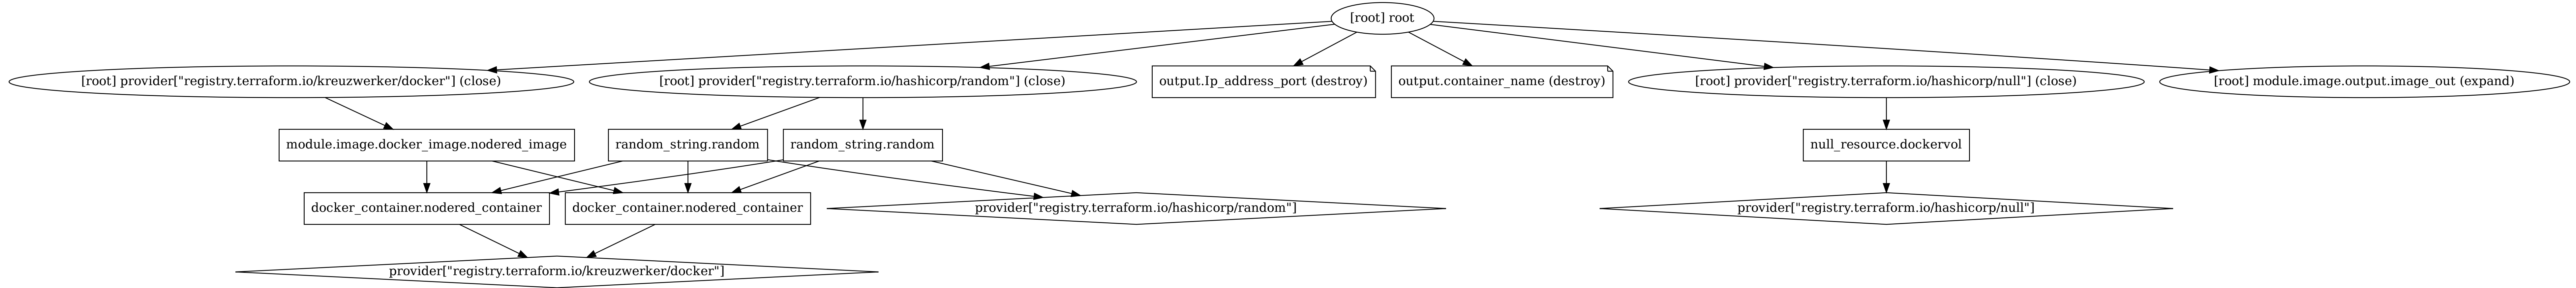 [root] root
[root] provider["registry.terraform.io/kreuzwerker/docker"] (close)
[root] provider["registry.terraform.io/hashicorp/random"] (close)
output.Ip_address_port (destroy)
output.container_name (destroy)
[root] provider["registry.terraform.io/hashicorp/null"] (close)
[root] module.image.output.image_out (expand)
module.image.docker_image.nodered_image
random_string.random
random_string.random
null_resource.dockervol
docker_container.nodered_container
docker_container.nodered_container
provider["registry.terraform.io/hashicorp/random"]
provider["registry.terraform.io/hashicorp/null"]
provider["registry.terraform.io/kreuzwerker/docker"]